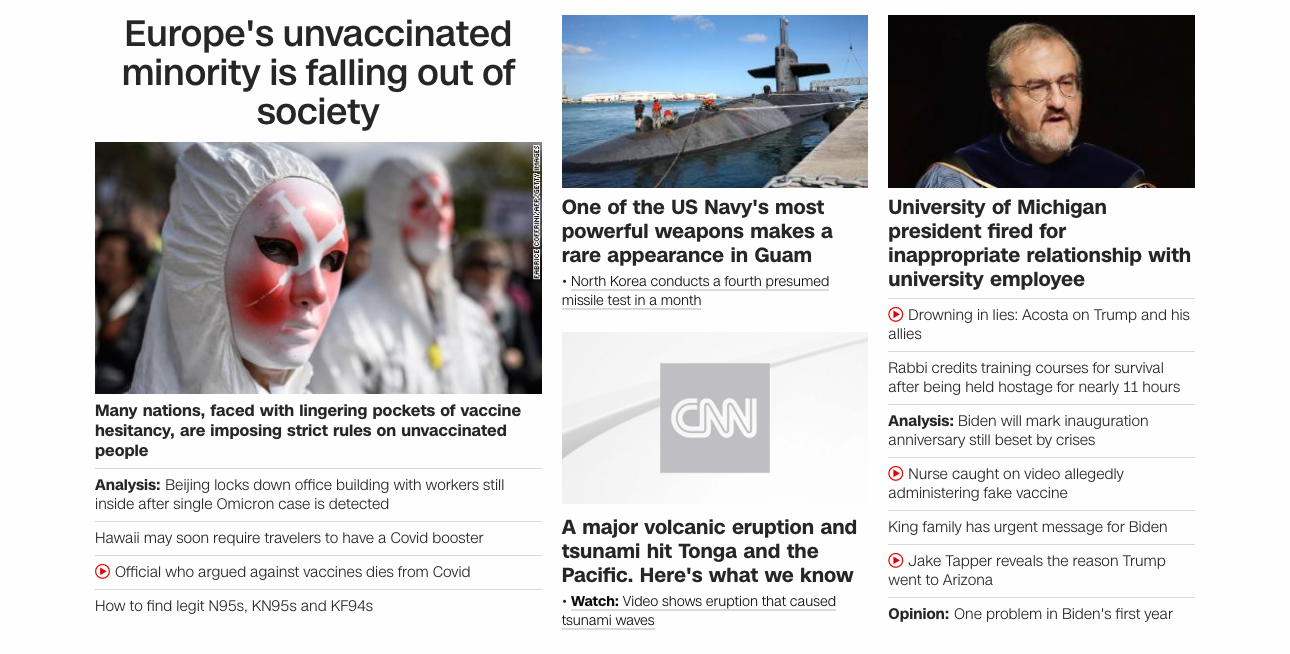 Europe's unvaccinated
minority is falling out of
society
FABRICE COFFRINI/AFP/GETTY IMAGES
Many nations, faced with lingering pockets of vaccine
hesitancy, are imposing strict rules on unvaccinated
people
Analysis: Beijing locks down office building with workers still
inside after single Omicron case is detected
Hawaii may soon require travelers to have a Covid booster
Official who argued against vaccines dies from Covid
How to find legit N95s, KN95s and KF94s
One of the US Navy's most
powerful weapons makes a
rare appearance in Guam
• North Korea conducts a fourth presumed
missile test in a month
CNN
A major volcanic eruption and
tsunami hit Tonga and the
Pacific. Here's what we know
• Watch: Video shows eruption that caused
tsunami waves
University of Michigan
president fired for
inappropriate relationship with
university employee
Drowning in lies: Acosta on Trump and his
allies
Rabbi credits training courses for survival
after being held hostage for nearly 11 hours
Analysis: Biden will mark inauguration
anniversary still beset by crises
Nurse caught on video allegedly
administering fake vaccine
King family has urgent message for Biden
Jake Tapper reveals the reason Trump
went to Arizona
Opinion: One problem in Biden's first year